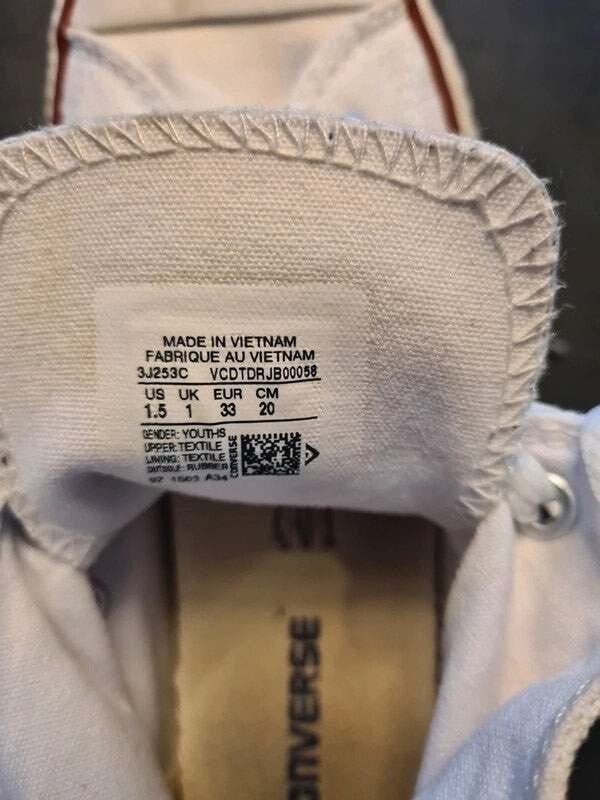 MADE IN VIETNAM
FABRIQUE AU VIETNAM
3J253C VCDTDRJB00058
US UK EUR CM
1.5 1 33 20
GENDER: YOUTHS
UPPER: TEXTILE
LINING: TEXTILE
OUTSOLE: RUBBER
CONVERSE
CONVERSE